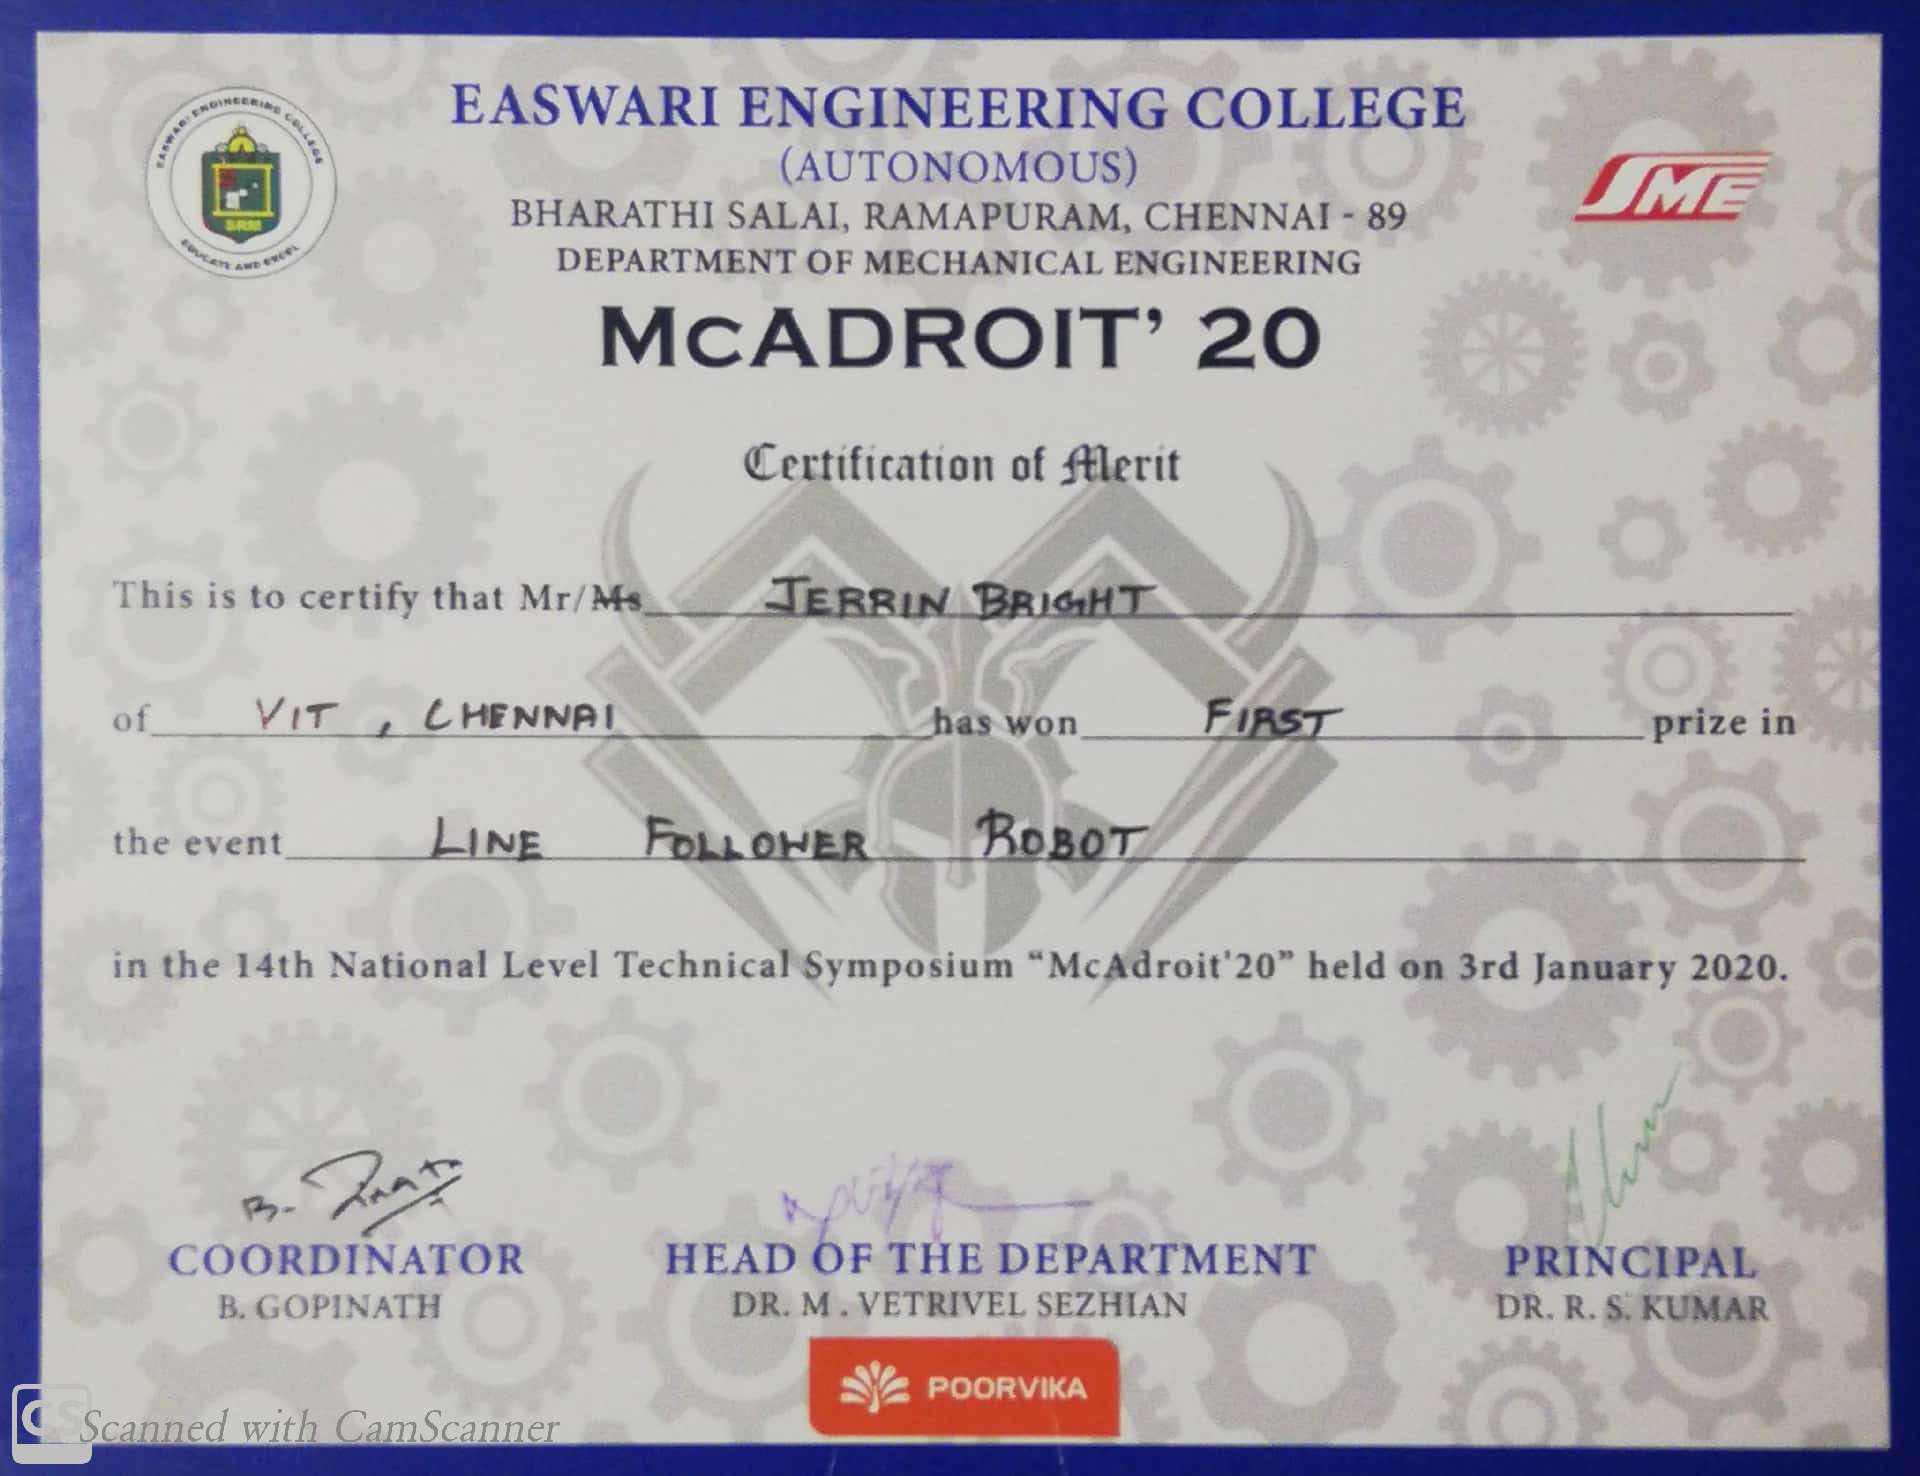 EASWARI ENGINEERING COLLEGE
EASWARI ENGINEERING COLLEGE
SRM
EDUCATE AND EXCEL
(AUTONOMOUS)
SME
BHARATHI SALAI, RAMAPURAM, CHENNAI - 89
DEPARTMENT OF MECHANICAL ENGINEERING
McADROIT' 20
Certification of Merit
This is to certify that Mr/Ms JERRIN BRIGHT
of VIT, CHENNAI has won FIRST prize in
the event LINE FOLLOWER ROBOT
in the 14th National Level Technical Symposium “McAdroit'20” held on 3rd January 2020.
COORDINATOR HEAD OF THE DEPARTMENT PRINCIPAL
B. GOPINATH DR. M . VETRIVEL SEZHIAN DR. R. S. KUMAR
POORVIKA
CS Scanned with CamScanner